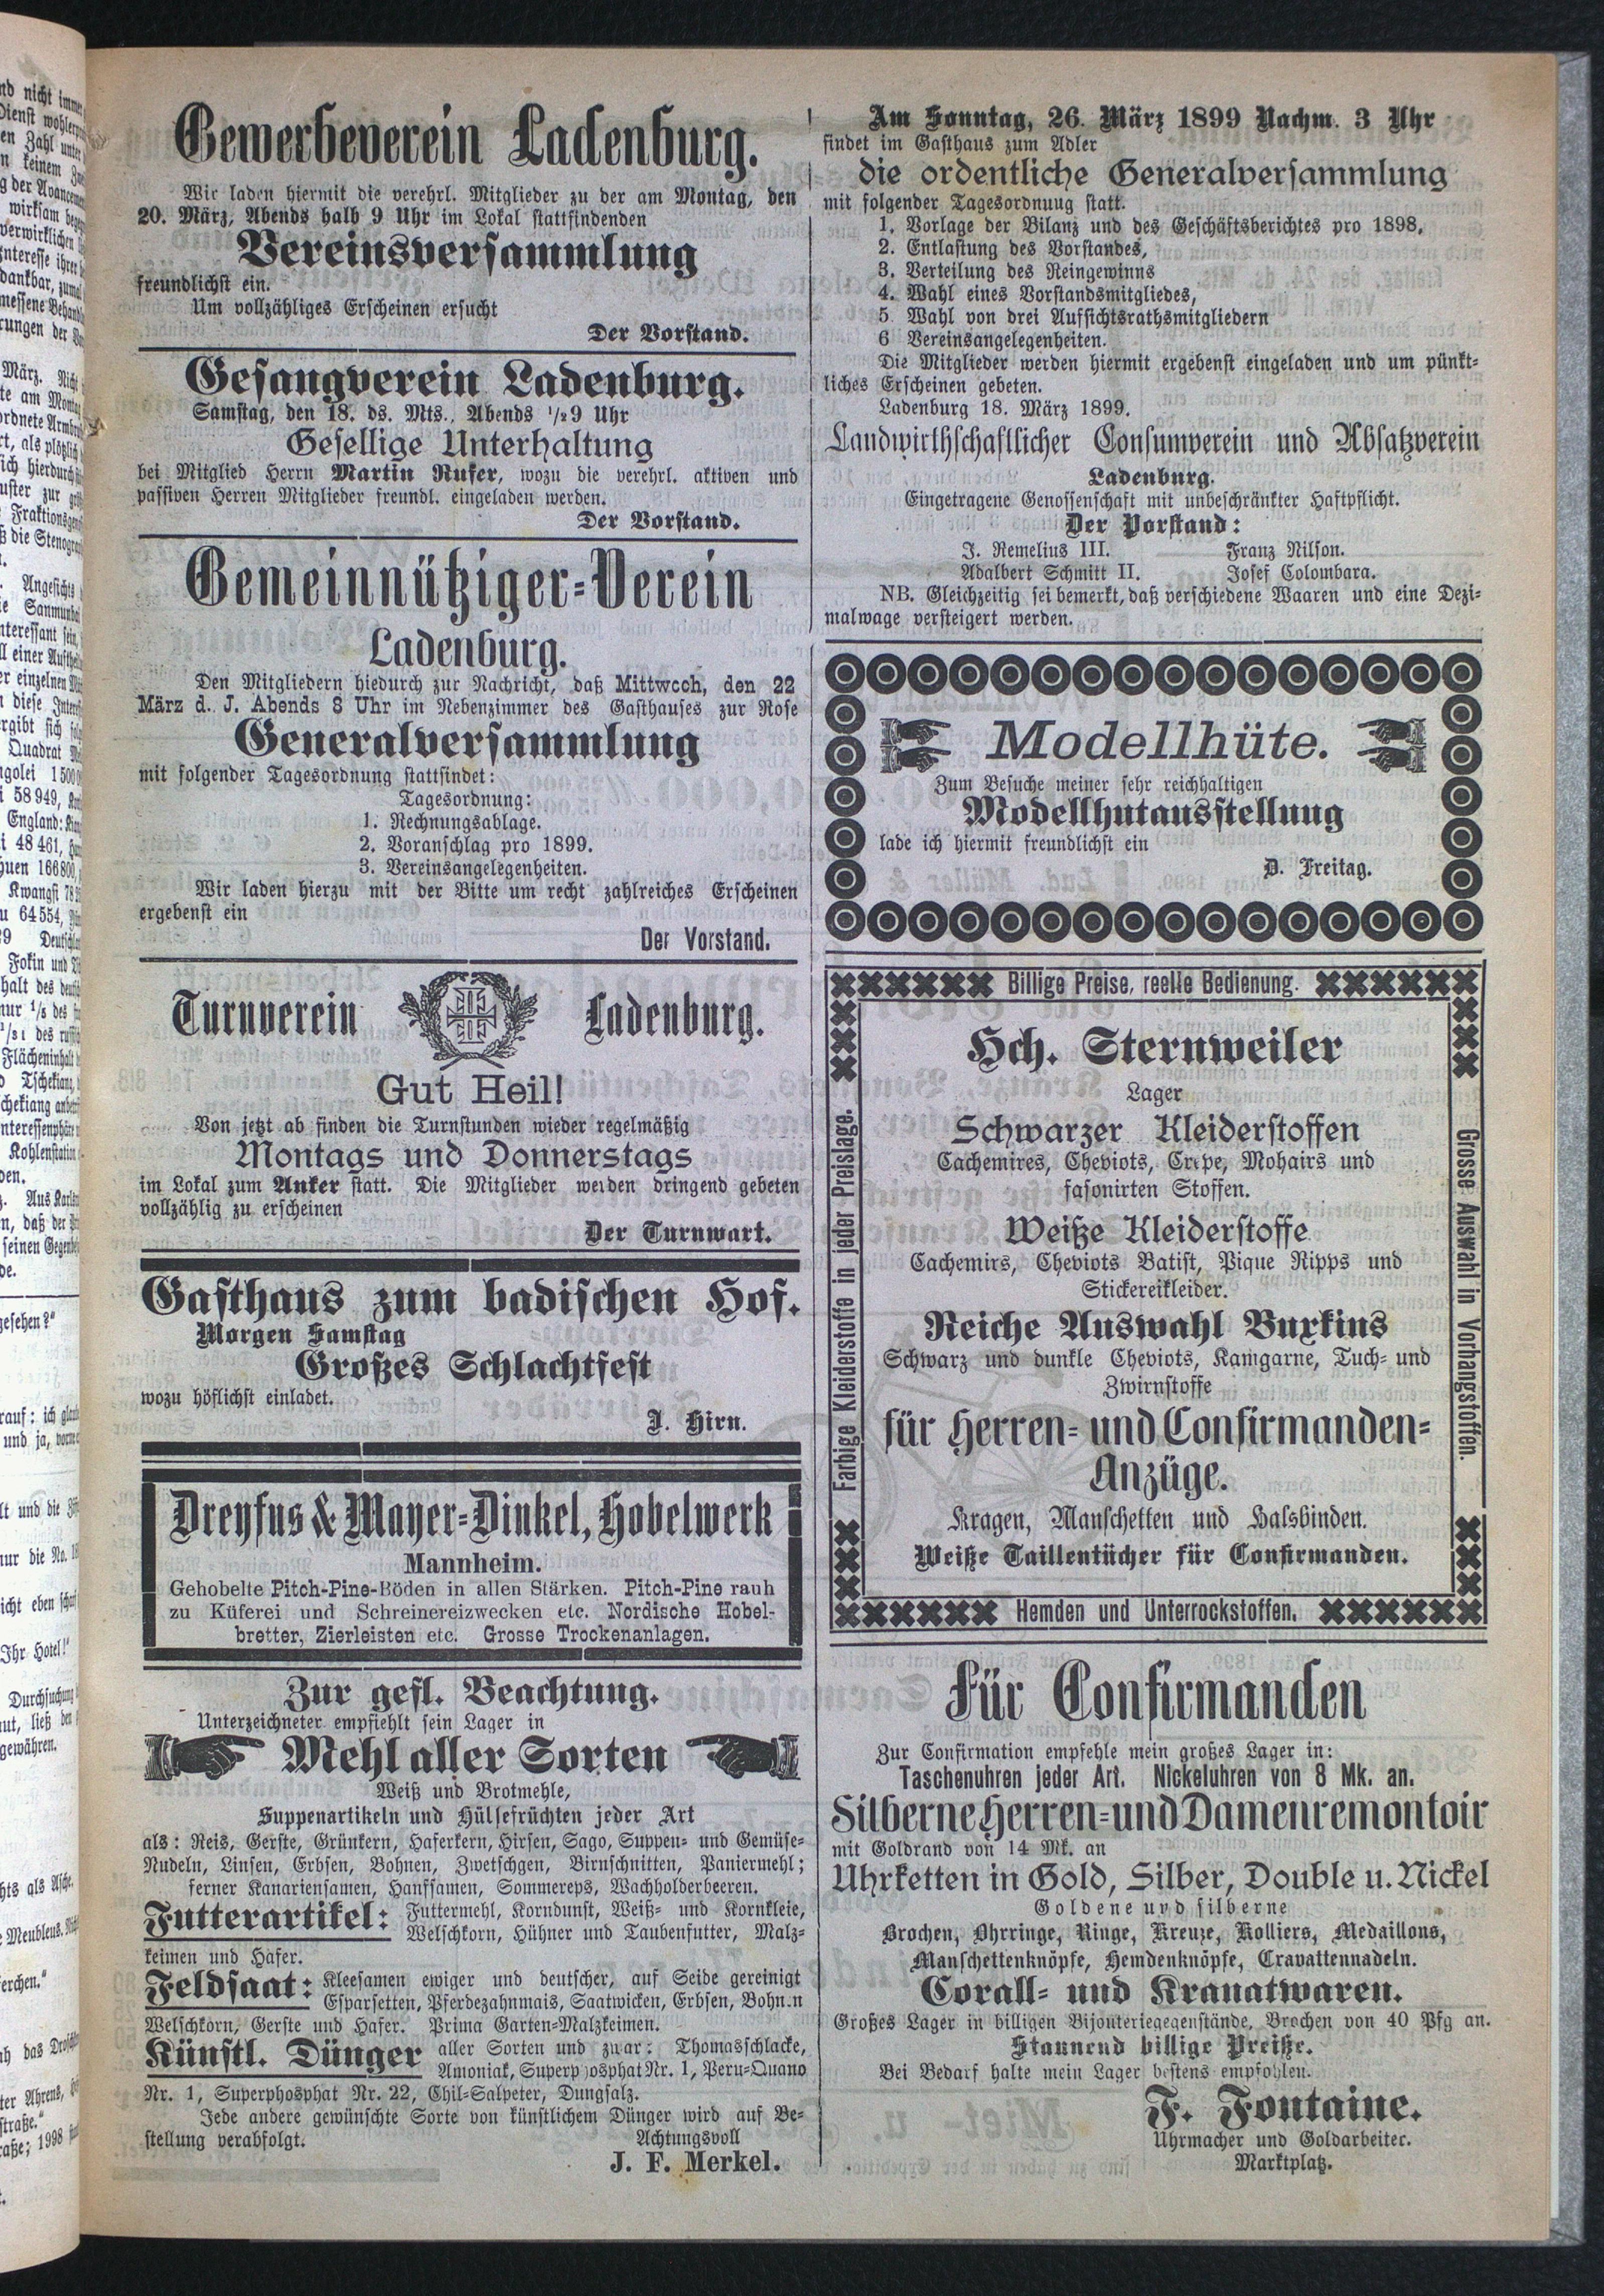 Gewerbeverein Ladenburg.
Wir laden hiermit die verehrl. Mitglieder zu der am Montag, den
20. März, Abends halb 9 Uhr im Lokal stattfindenden
Vereinsversammlung
freundlichst ein.
Um vollzähliges Erscheinen ersucht
Der Vorstand.
Gesangverein Ladenburg.
Samstag, den 18. ds. Mts., Abends 1/2 9 Uhr
Gesellige Unterhaltung
bei Mitglied Herrn Martin Rufer, wozu die verehrl. aktiven und
passiven Herren Mitglieder freundl. eingeladen werden.
Der Vorstand.
Gemeinnütziger-Verein
Ladenburg.
Den Mitgliedern hiedurch zur Nachricht, daß Mittwoch, den 22
März d. J. Abends 8 Uhr im Nebenzimmer des Gasthauses zur Rose
Generalversammlung
mit folgender Tagesordnung stattfindet:
Tagesordnung:
1. Rechnungsablage.
2. Voranschlag pro 1899.
3. Vereinsangelegenheiten.
Wir laden hierzu mit der Bitte um recht zahlreiches Erscheinen
ergebenst ein
Der Vorstand.
Turnverein Ladenburg.
Gut Heil!
Von jetzt ab finden die Turnstunden wieder regelmäßig
Montags und Donnerstags
im Lokal zum Anker statt. Die Mitglieder werden dringend gebeten
vollzählig zu erscheinen
Der Turnwart.
Gasthaus zum badischen Hof.
Morgen Samstag
Großes Schlachtfest
wozu höflichst einladet.
J. Hirn.
Dreyfus & Mayer-Dinkel, Hobelwerk
Mannheim.
Gehobelte Pitch-Pine-Böden in allen Stärken. Pitch-Pine rauh
zu Küferei und Schreinereizwecken etc. Nordische Hobel-
bretter, Zierleisten etc. Grosse Trockenanlagen.
Zur gefl. Beachtung.
Unterzeichneter empfiehlt sein Lager in
Mehl aller Sorten
Weiß und Brotmehle,
Suppenartikeln und Hülsefrüchten jeder Art
als: Reis, Gerste, Grünkern, Haferkern, Hirsen, Sago, Suppen- und Gemüse-
Nudeln, Linsen, Erbsen, Bohnen, Zwetschgen, Birnschnitten, Paniermehl;
ferner Kanariensamen, Hanfsamen, Sommereps, Wachholderbeeren.
Futterartikel: Futtermehl, Korndunst, Weiß- und Kornkleie,
Welschkorn, Hühner und Taubenfutter, Malz-
keimen und Hafer.
Feldsaat: Kleesamen ewiger und deutscher, auf Seide gereinigt
Esparsetten, Pferdezahnmais, Saatwicken, Erbsen, Bohn.n
Welschkorn, Gerste und Hafer. Prima Garten-Malzkeimen.
Künstl. Dünger aller Sorten und zwar: Thomasschlacke,
Amoniak, Superp osphat Nr. 1, Peru-Quano
Nr. 1, Superphosphat Nr. 22, Chil-Salpeter, Dungsalz.
Jede andere gewünschte Sorte von künstlichem Dünger wird auf Be-
stellung verabfolgt.
Achtungsvoll
J. F. Merkel.
Am Sonntag, 26. März 1899 Nachm. 3 Uhr
findet im Gasthaus zum Adler
die ordentliche Generalversammlung
mit folgender Tagesordnuug statt.
1. Vorlage der Bilanz und des Geschäftsberichtes pro 1898,
2. Entlastung des Vorstandes,
3. Verteilung des Reingewinns
4. Wahl eines Vorstandsmitgliedes,
5. Wahl von drei Aufsichtsrathsmitgliedern
6 Vereinsangelegenheiten.
Die Mitglieder werden hiermit ergebenst eingeladen und um pünkt-
liches Erscheinen gebeten.
Ladenburg 18. März 1899.
Landwirthschaftlicher Consumverein und Absatzverein
Ladenburg.
Eingetragene Genossenschaft mit unbeschränkter Haftpflicht.
Der Vorstand:
J. Remelius III. Franz Nilson.
Adalbert Schmitt II. Josef Colombara.
NB. Gleichzeitig sei bemerkt, daß verschiedene Waaren und eine Dezi-
malwage versteigert werden.
Modellhüte.
Zum Besuche meiner sehr reichhaltigen
Modellhutausstellung
lade ich hiermit freundlichst ein
D. Freitag.
Billige Preise, reelle Bedienung.
Farbige Kleiderstoffe in jeder Preislage.
Hch. Sternweiler
Lager
Schwarzer Kleiderstoffen
Cachemires, Cheviots, Crepe, Mohairs und
fasonirten Stoffen.
Weiße Kleiderstoffe
Cachemirs, Cheviots Batist, Pique Ripps und
Stickereikleider.
Reiche Auswahl Buxkins
Schwarz und dunkle Cheviots, Kamgarne, Tuch- und
Zwirnstoffe
für Herren- und Confirmanden-
Anzüge.
Kragen, Manschetten und Halsbinden.
Weiße Taillentücher für Confirmanden.
Grosse Auswahl in Vorhangstoffen.
Hemden und Unterrockstoffen.
Für Confirmanden
Zur Confirmation empfehle mein großes Lager in:
Taschenuhren jeder Art. Nickeluhren von 8 Mk. an.
Silberne Herren- und Damenremontoir
mit Goldrand von 14 Mk. an
Uhrketten in Gold, Silber, Double u. Nickel
Goldene und silberne
Brochen, Ohrringe, Ringe, Kreuze, Kolliers, Medaillons,
Manschettenknöpfe, Hemdenknöpfe, Cravattennadeln.
Corall- und Kranatwaren.
Großes Lager in billigen Bijouteriegegenstände, Brochen von 40 Pfg an.
Staunend billige Preiße.
Bei Bedarf halte mein Lager bestens empfohlen.
F. Fontaine.
Uhrmacher und Goldarbeiter.
Marktplatz.